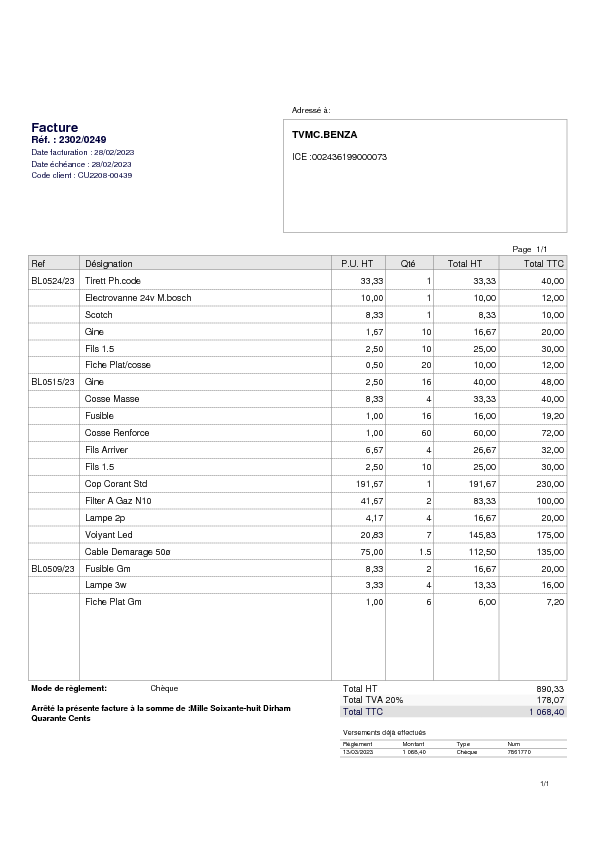 Adressé à:
Facture
Réf. : 2302/0249
Date facturation : 28/02/2023
Date échéance : 28/02/2023
Code client : CU2208-00439
TVMC.BENZA
ICE :002436199000073
Page 1/1
Ref Désignation P.U. HT Qté Total HT Total TTC
BL0524/23 Tirett Ph.code 33,33 1 33,33 40,00
Electrovanne 24v M.bosch 10,00 1 10,00 12,00
Scotch 8,33 1 8,33 10,00
Gine 1,67 10 16,67 20,00
Fils 1.5 2,50 10 25,00 30,00
Fiche Plat/cosse 0,50 20 10,00 12,00
BL0515/23 Gine 2,50 16 40,00 48,00
Cosse Masse 8,33 4 33,33 40,00
Fusible 1,00 16 16,00 19,20
Cosse Renforce 1,00 60 60,00 72,00
Fils Arriver 6,67 4 26,67 32,00
Fils 1.5 2,50 10 25,00 30,00
Cop Corant Std 191,67 1 191,67 230,00
Filter A Gaz N10 41,67 2 83,33 100,00
Lampe 2p 4,17 4 16,67 20,00
Voiyant Led 20,83 7 145,83 175,00
Cable Demarage 50ø 75,00 1.5 112,50 135,00
BL0509/23 Fusible Gm 8,33 2 16,67 20,00
Lampe 3w 3,33 4 13,33 16,00
Fiche Plat Gm 1,00 6 6,00 7,20
Mode de règlement: Chèque
Total HT 890,33
Total TVA 20% 178,07
Total TTC 1 068,40
Arrêté la présente facture à la somme de :Mille Soixante-huit Dirham
Quarante Cents
Versements déjà effectués
Règlement Montant Type Num
13/03/2023 1 068,40 Chèque 7861770
1/1